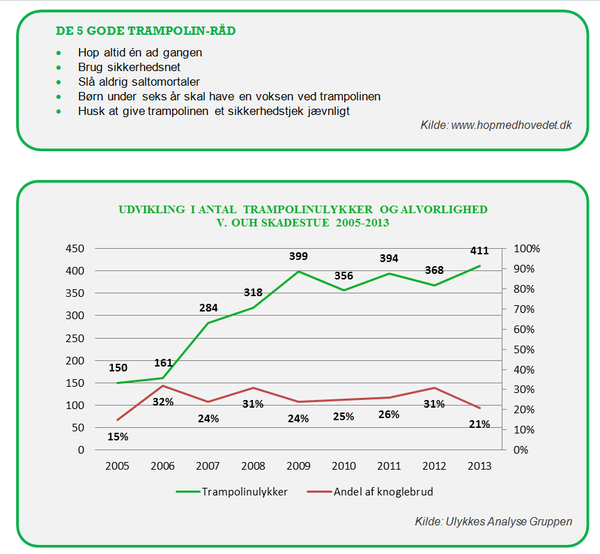 DE 5 GODE TRAMPOLIN-RÅD
• Hop altid én ad gangen
• Brug sikkerhedsnet
• Slå aldrig saltomortaler
• Børn under seks år skal have en voksen ved trampolinen
• Husk at give trampolinen et sikkerhedstjek jævnligt
Kilde: www.hopmedhovedet.dk
UDVIKLING I ANTAL TRAMPOLINULYKKER OG ALVORLIGHED
V. OUH SKADESTUE 2005-2013
450 100%
400 90%
350 80%
300 70%
250 60%
200 50%
150 40%
100 30%
50 20%
0 10%
0%
150 161 284 318 399 356 394 368 411
15% 32% 24% 31% 24% 25% 26% 31% 21%
2005 2006 2007 2008 2009 2010 2011 2012 2013
Trampolinulykker Andel af knoglebrud
Kilde: Ulykkes Analyse Gruppen